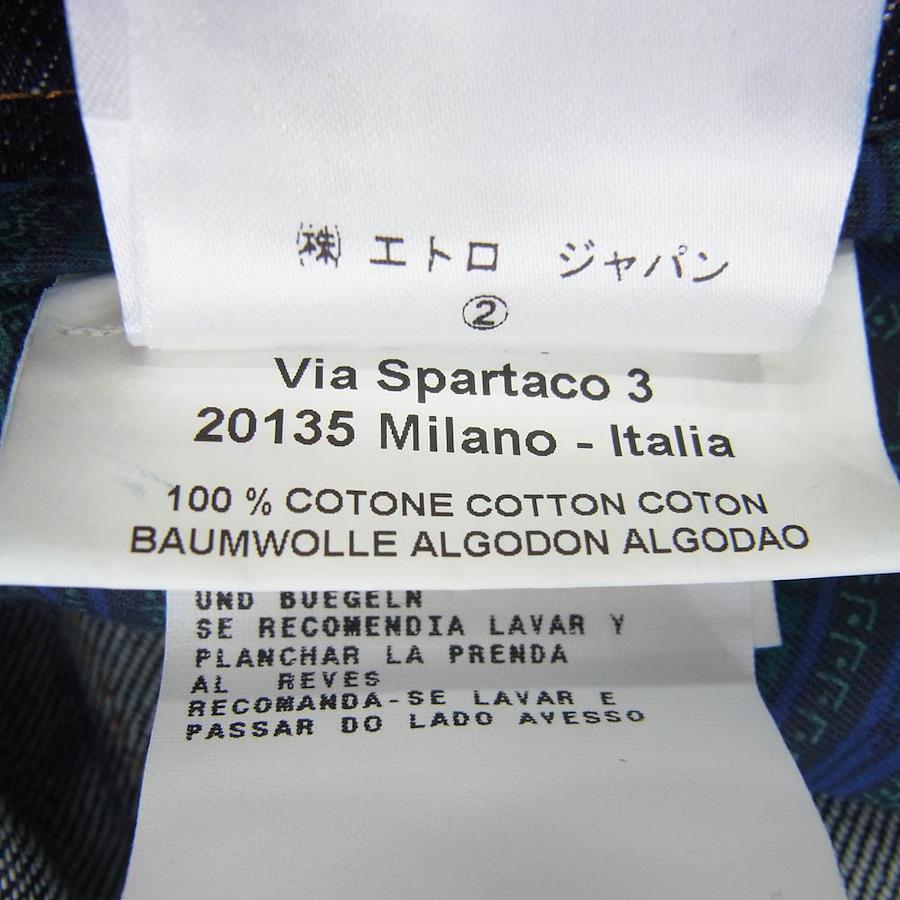 ㈱ エトロ ジャパン
②
Via Spartaco 3
20135 Milano - Italia
100 % COTONE COTTON COTON
BAUMWOLLE ALGODON ALGODAO
UND BUEGELN
SE RECOMENDIA LAVAR Y
PLANCHAR LA PRENDA
AL REVES
RECOMANDA-SE LAVAR E
PASSAR DO LADO AVESSO